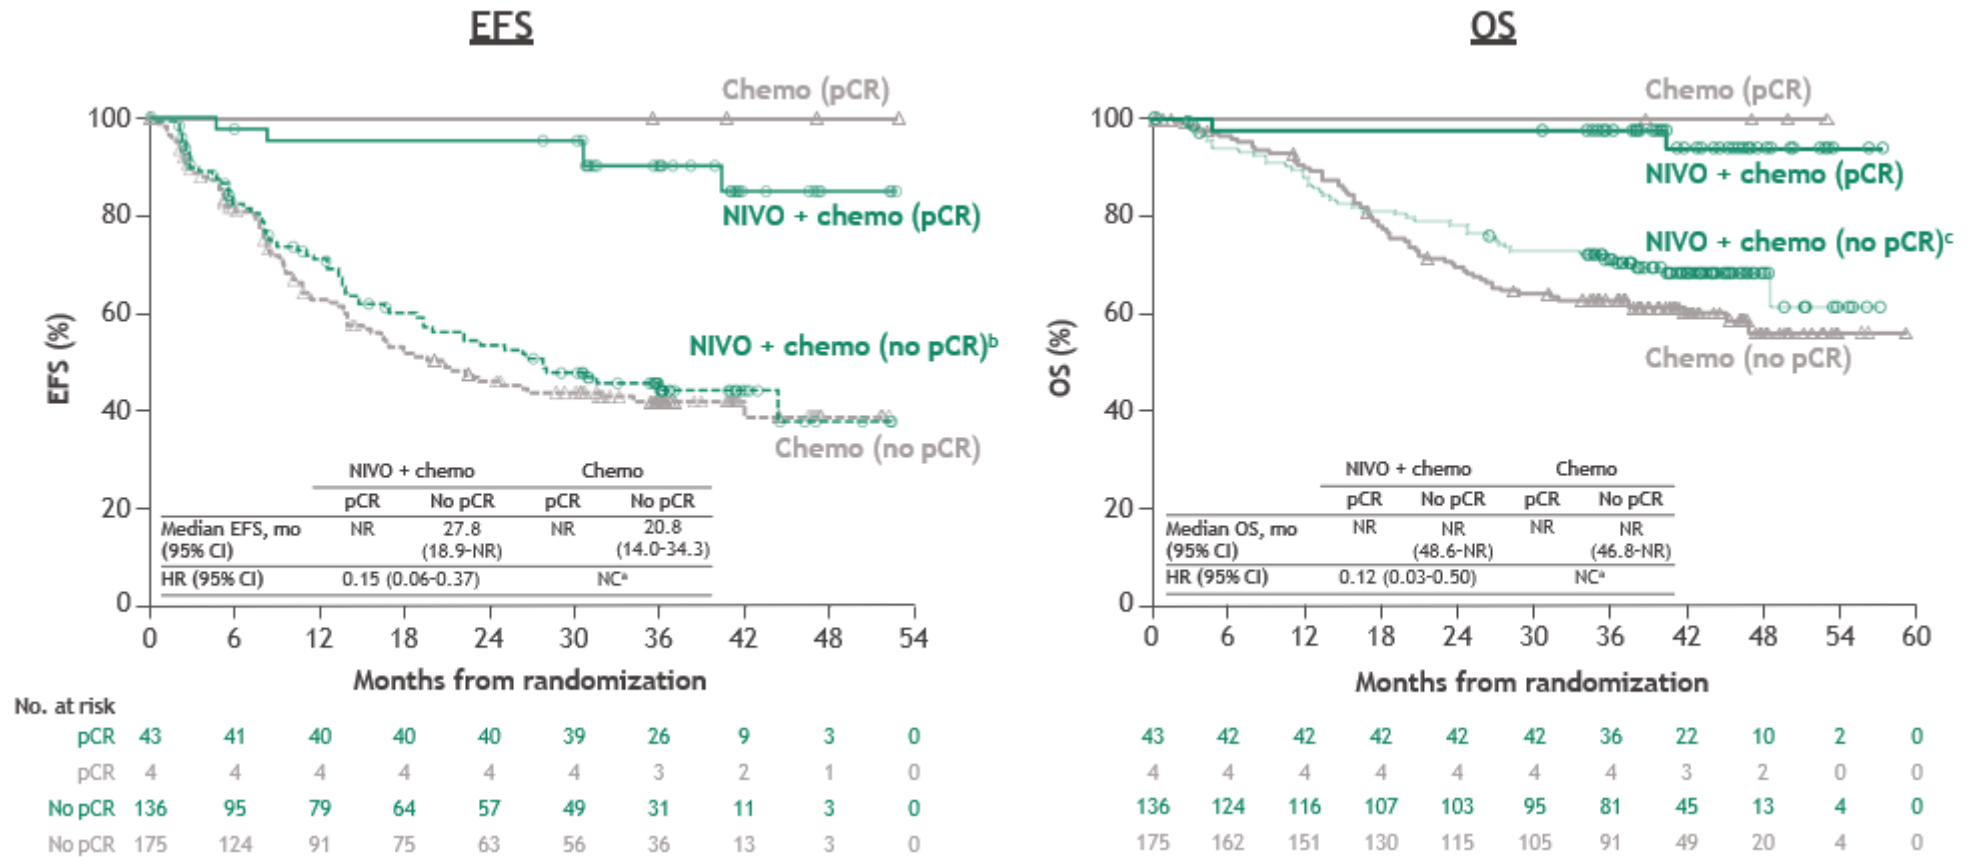 EFS
Chemo (pCR)
100
80
NIVO + chemo (pCR)
60
EFS (%)
NIVO + chemo (no pCR)ᵇ
40
Chemo (no pCR)
NIVO + chemo Chemo
pCR No pCR pCR No pCR
20
Median EFS, mo NR 27.8 NR 20.8
(95% CI) (18.9-NR) (14.0-34.3)
HR (95% CI) 0.15 (0.06-0.37) NCᵃ
0
0 6 12 18 24 30 36 42 48 54
Months from randomization
No. at risk
pCR 43 41 40 40 40 39 26 9 3 0
pCR 4 4 4 4 4 4 3 2 1 0
No pCR 136 95 79 64 57 49 31 11 3 0
No pCR 175 124 91 75 63 56 36 13 3 0
OS
Chemo (pCR)
100
NIVO + chemo (pCR)
80
NIVO + chemo (no pCR)ᶜ
60
OS (%)
Chemo (no pCR)
40
NIVO + chemo Chemo
pCR No pCR pCR No pCR
20
Median OS, mo NR NR NR NR
(95% CI) (48.6-NR) (46.8-NR)
HR (95% CI) 0.12 (0.03-0.50) NCᵃ
0
0 6 12 18 24 30 36 42 48 54 60
Months from randomization
43 42 42 42 42 42 36 22 10 2 0
4 4 4 4 4 4 4 3 2 0 0
136 124 116 107 103 95 81 45 13 4 0
175 162 151 130 115 105 91 49 20 4 0